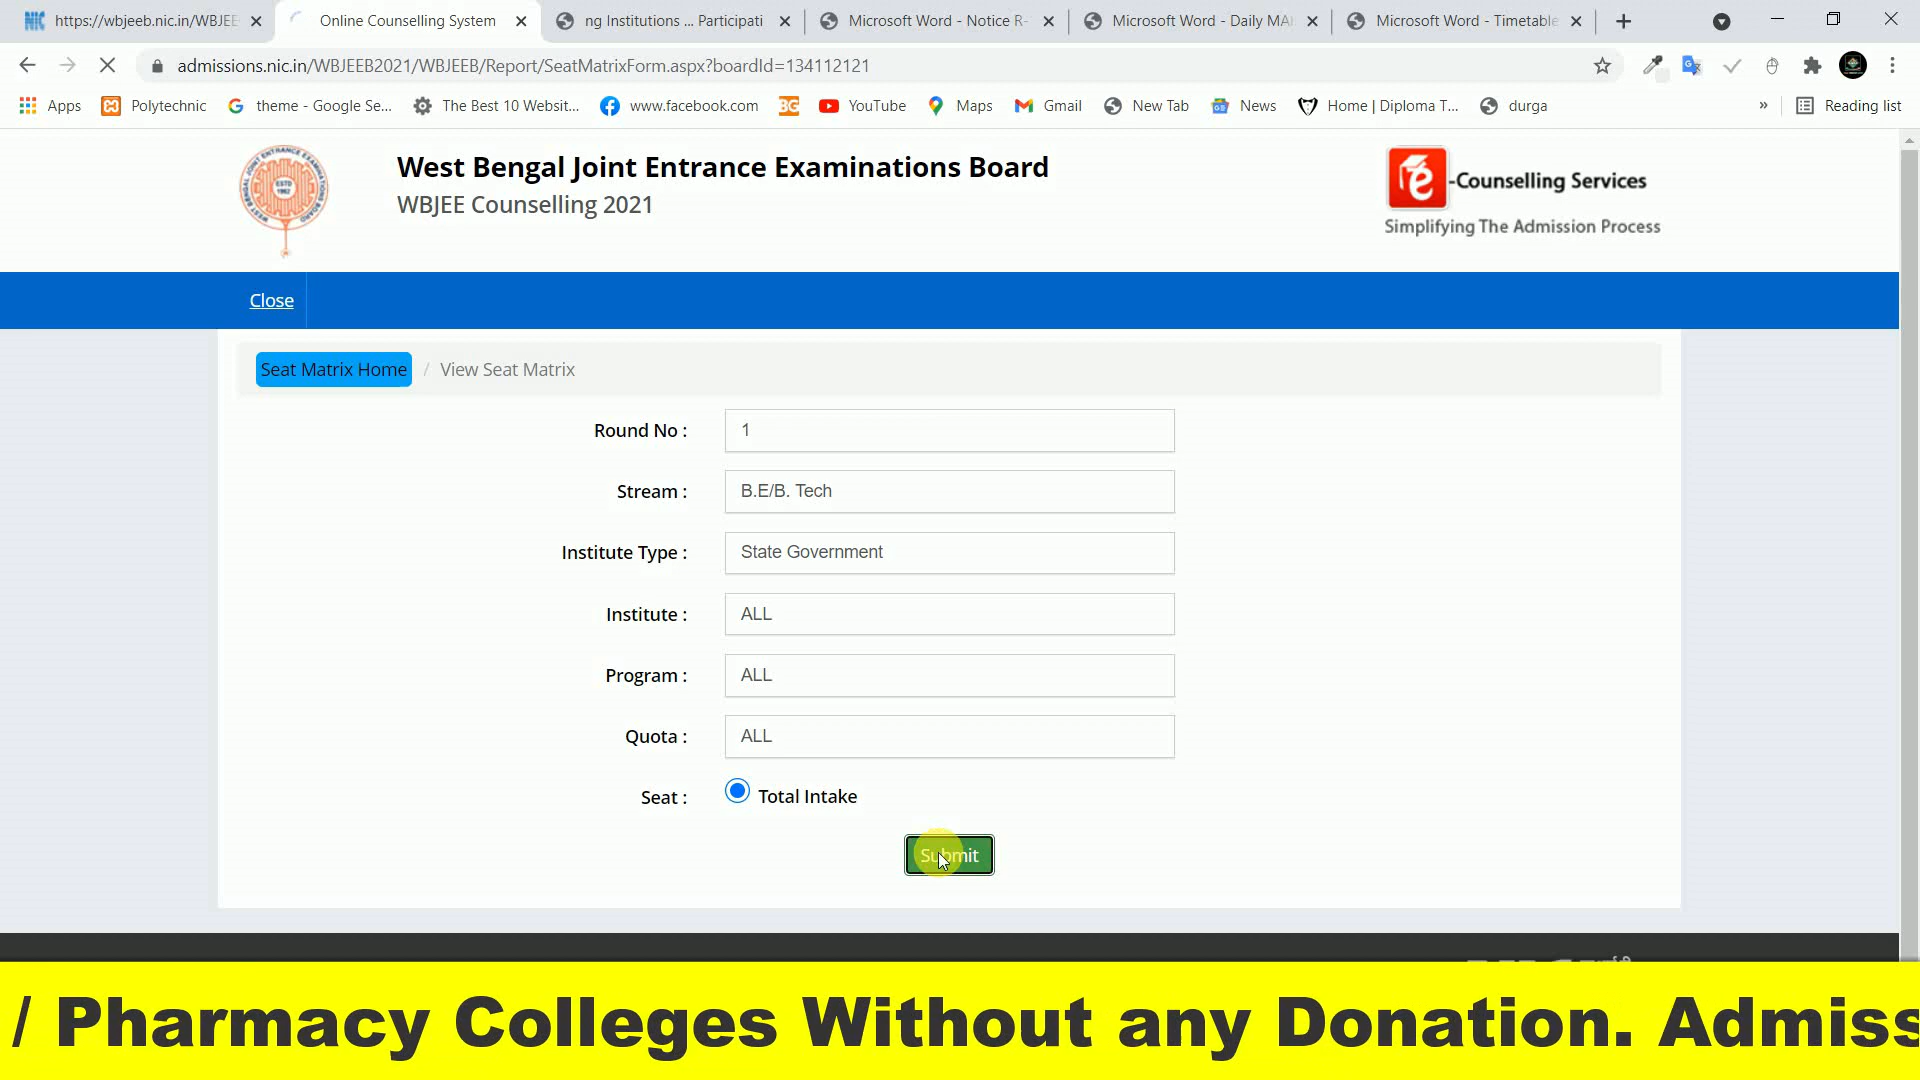 https://wbjeeb.nic.in/WBJEE
Online Counselling System
ng Institutions ... Participati
Microsoft Word - Notice R-
Microsoft Word - Daily MA
Microsoft Word - Timetable
admissions.nic.in/WBJEEB2021/WBJEEB/Report/SeatMatrixForm.aspx?boardId=134112121
Apps
Polytechnic
theme - Google Se...
The Best 10 Websit...
www.facebook.com
YouTube
Maps
Gmail
New Tab
News
Home | Diploma T...
durga
»
Reading list
West Bengal Joint Entrance Examinations Board
WBJEE Counselling 2021
e-Counselling Services
Simplifying The Admission Process
Close
Seat Matrix Home / View Seat Matrix
Round No : 1
Stream : B.E/B. Tech
Institute Type : State Government
Institute : ALL
Program : ALL
Quota : ALL
Seat : Total Intake
Submit
/ Pharmacy Colleges Without any Donation. Admiss